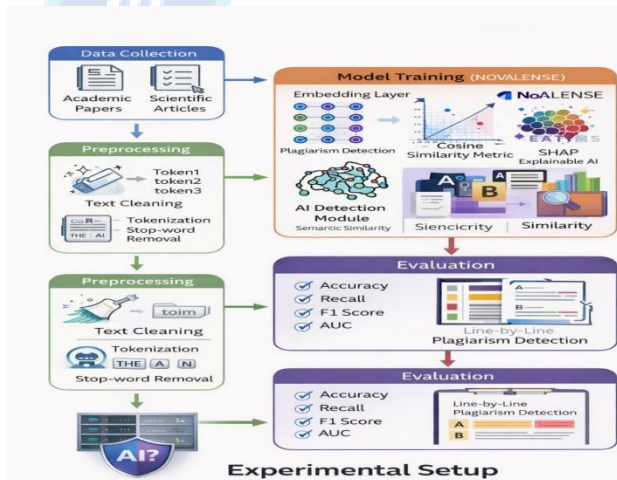 Data Collection
Academic
Papers
Scientific
Articles
Preprocessing
Token1
token2
token3
Text Cleaning
Tokenization
Stop-word
Removal
THE AI
Preprocessing
toim
Text Cleaning
Tokenization
THE A N
Stop-word Removal
AI?
Model Training (NOVALENSE)
Embedding Layer
Plagiarism Detection
Cosine
Similarity Metric
NOALENSE
EATYMS
SHAP
Explainable AI
AI Detection
Module
Semantic Similarity
A
B
Siencicrity
Similarity
Evaluation
Accuracy
Recall
F1 Score
AUC
A
B
Line-by-Line
Plagiarism Detection
Evaluation
Accuracy
Recall
F1 Score
AUC
Line-by-Line
Plagiarism Detection
A
B
Experimental Setup